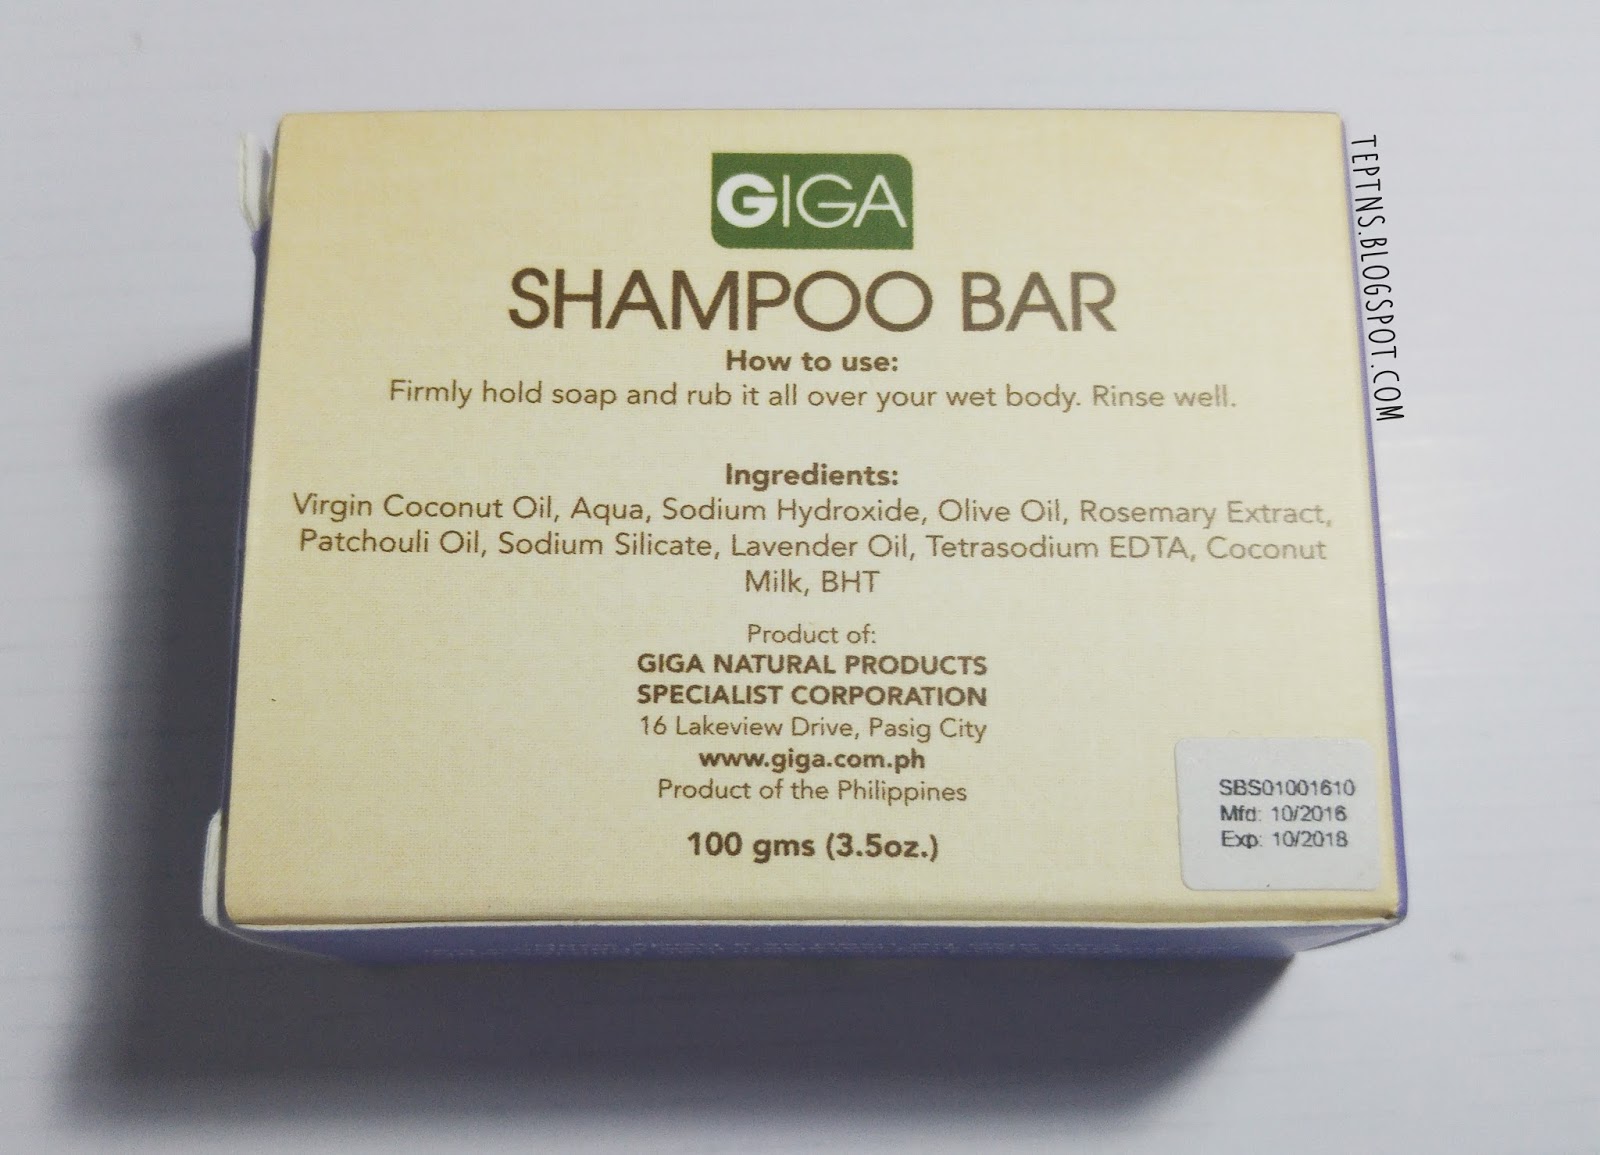 GIGA
SHAMPOO BAR
How to use:
Firmly hold soap and rub it all over your wet body. Rinse well.
Ingredients:
Virgin Coconut Oil, Aqua, Sodium Hydroxide, Olive Oil, Rosemary Extract,
Patchouli Oil, Sodium Silicate, Lavender Oil, Tetrasodium EDTA, Coconut
Milk, BHT
Product of:
GIGA NATURAL PRODUCTS
SPECIALIST CORPORATION
16 Lakeview Drive, Pasig City
www.giga.com.ph
Product of the Philippines
100 gms (3.5oz.)
SBS01001610
Mfd: 10/2016
Exp: 10/2018
TEPTNS.BLOGSPOT.COM